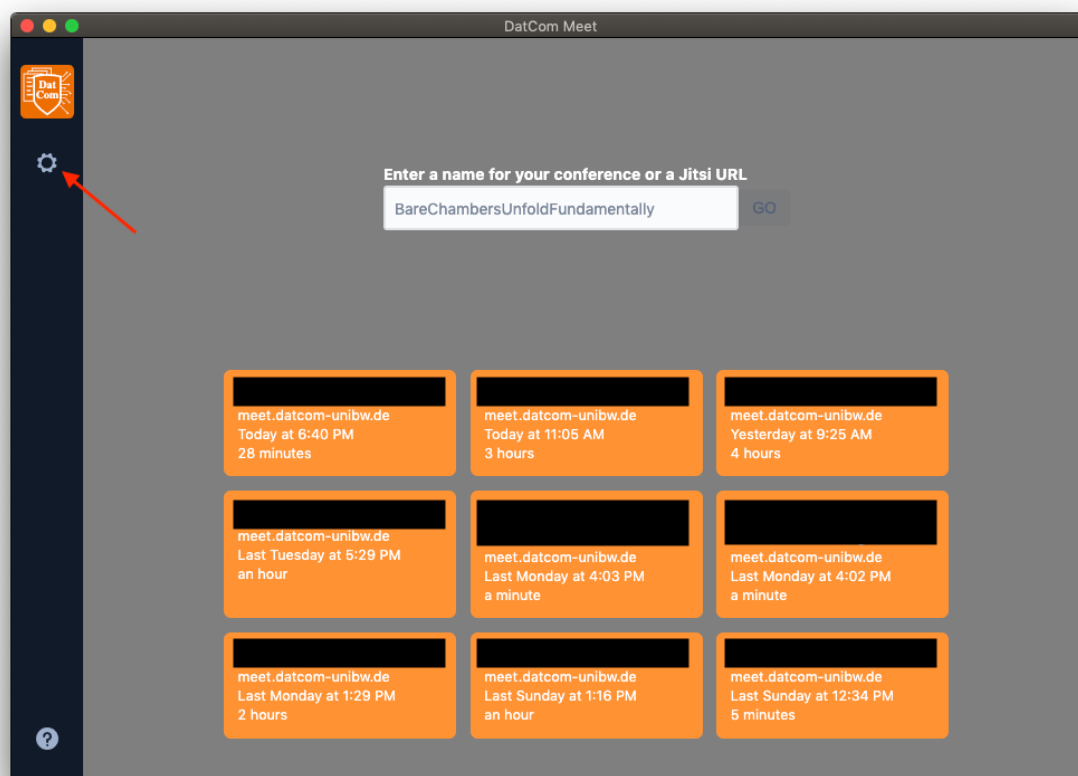 DatCom Meet
Dat
Com
Enter a name for your conference or a Jitsi URL
BareChambersUnfoldFundamentally
GO
meet.datcom-unibw.de
Today at 6:40 PM
28 minutes
meet.datcom-unibw.de
Today at 11:05 AM
3 hours
meet.datcom-unibw.de
Yesterday at 9:25 AM
4 hours
meet.datcom-unibw.de
Last Tuesday at 5:29 PM
an hour
meet.datcom-unibw.de
Last Monday at 4:03 PM
a minute
meet.datcom-unibw.de
Last Monday at 4:02 PM
a minute
meet.datcom-unibw.de
Last Monday at 1:29 PM
2 hours
meet.datcom-unibw.de
Last Sunday at 1:16 PM
an hour
meet.datcom-unibw.de
Last Sunday at 12:34 PM
5 minutes
?